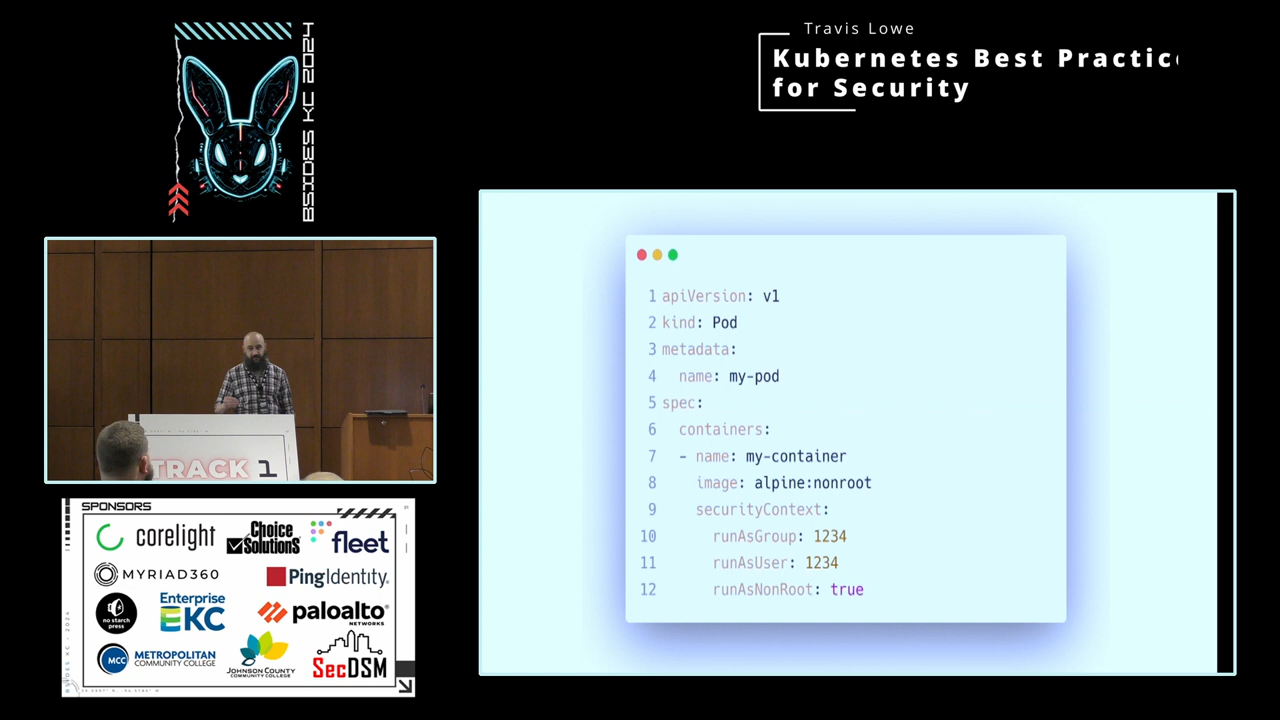 BSIDES KC 2024
Travis Lowe
Kubernetes Best Practic
for Security
TRACK 1
SPONSORS
corelight
Choice
Solutions
fleet
MYRIAD360
PingIdentity
no starch
press
Enterprise
EKC
paloalto
NETWORKS
MCC
METROPOLITAN
COMMUNITY COLLEGE
JOHNSON COUNTY
COMMUNITY COLLEGE
SecDSM
1 apiVersion: v1
2 kind: Pod
3 metadata:
4   name: my-pod
5 spec:
6   containers:
7   - name: my-container
8     image: alpine:nonroot
9     securityContext:
10       runAsGroup: 1234
11       runAsUser: 1234
12       runAsNonRoot: true